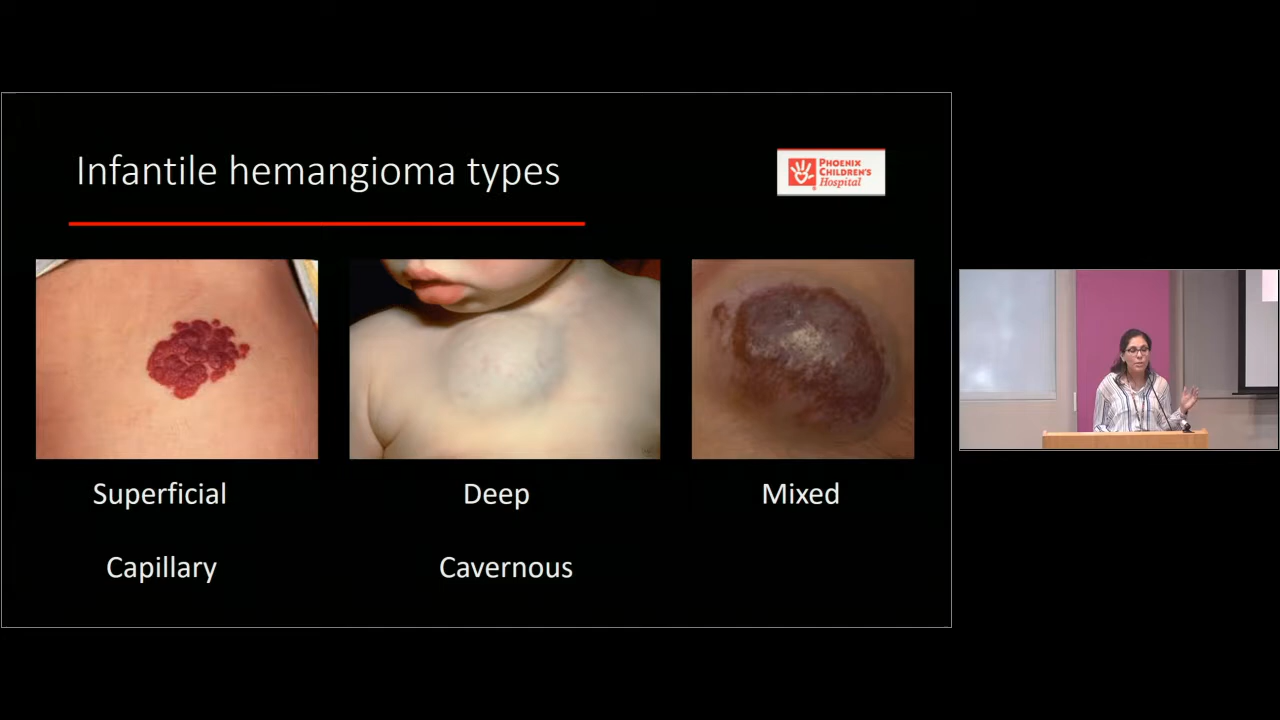 Infantile hemangioma types
PHOENIX
CHILDREN'S
Hospital
Superficial
Deep
Mixed
Capillary
Cavernous